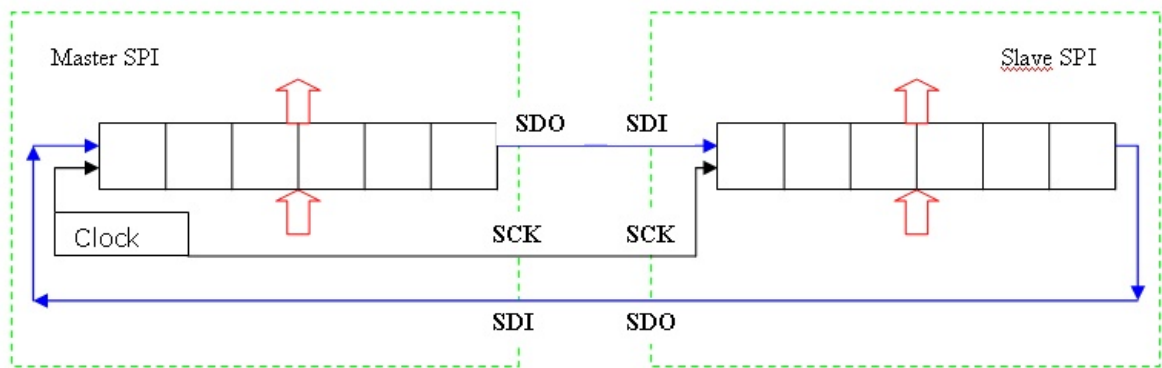 Master SPI
Slave SPI
SDO
SDI
Clock
SCK
SCK
SDI
SDO